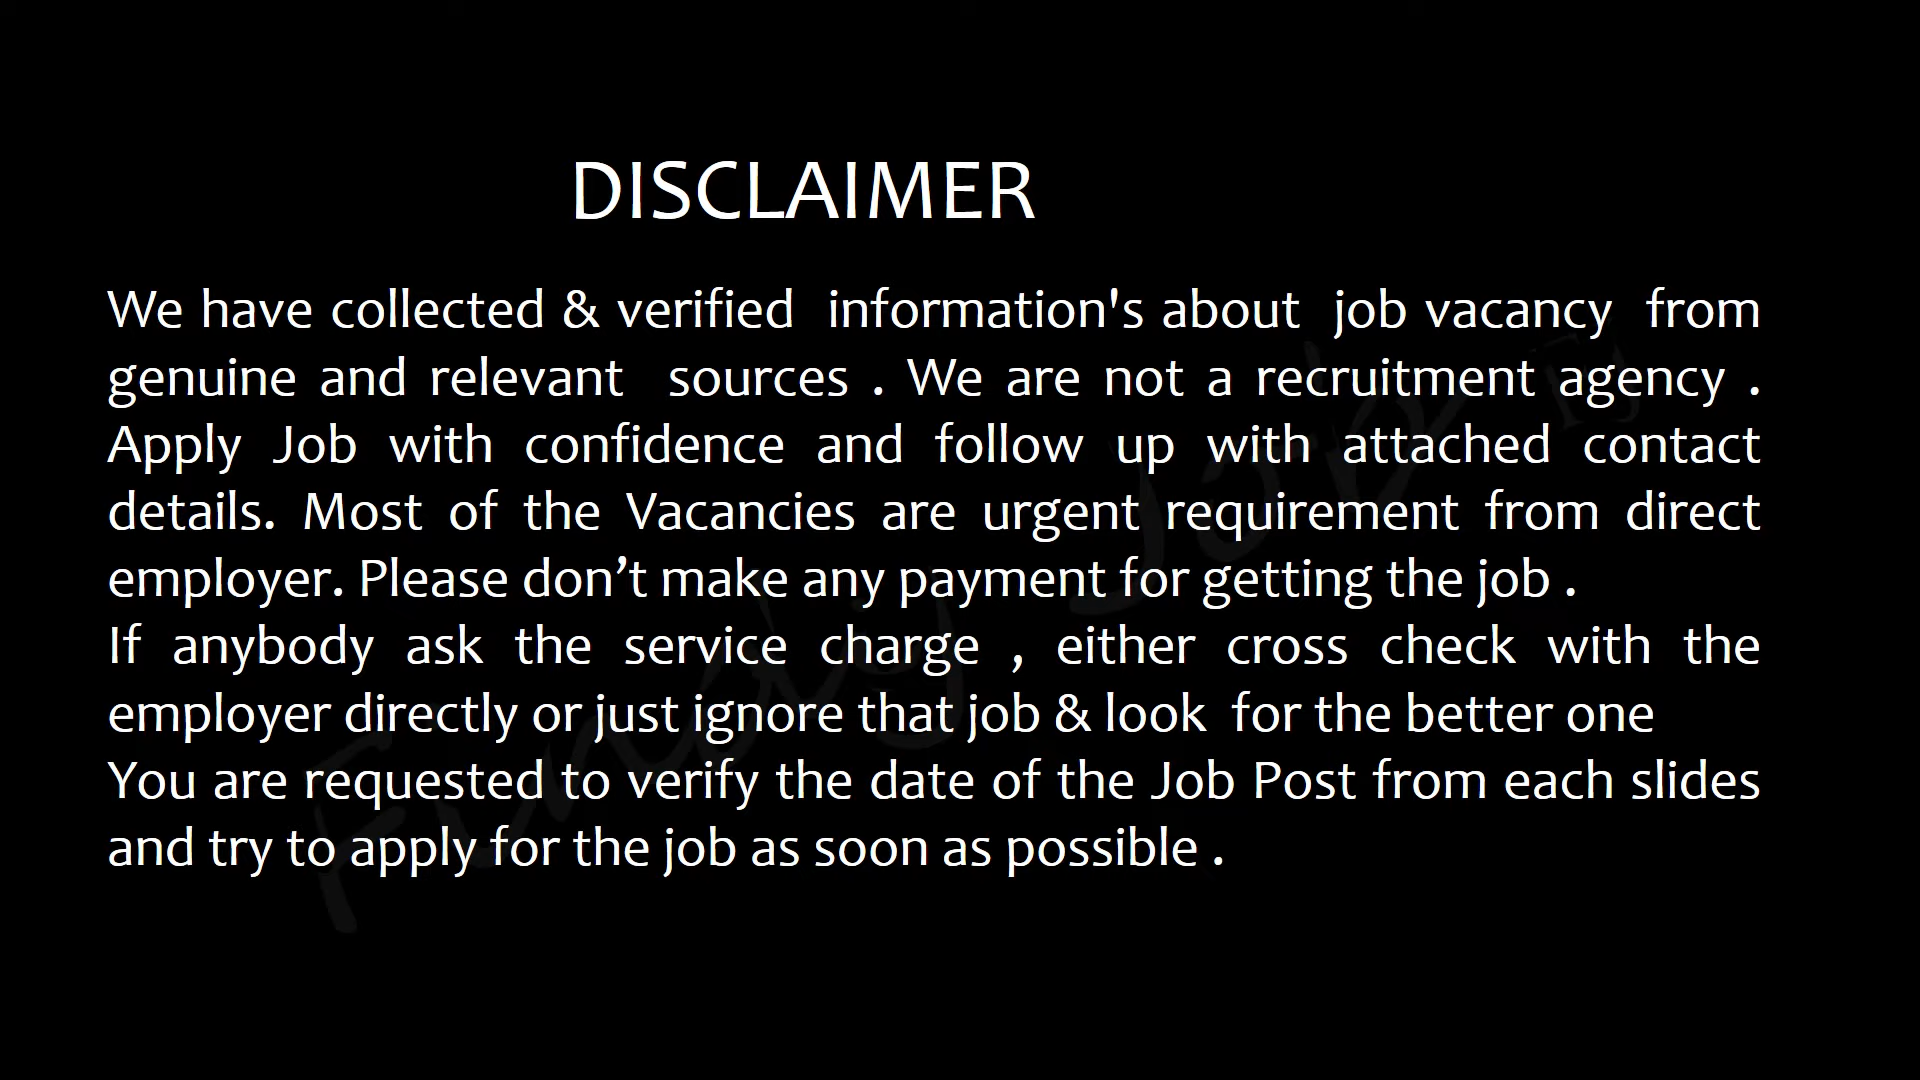 DISCLAIMER
We have collected & verified information's about job vacancy from
genuine and relevant sources . We are not a recruitment agency .
Apply Job with confidence and follow up with attached contact
details. Most of the Vacancies are urgent requirement from direct
employer. Please don’t make any payment for getting the job .
If anybody ask the service charge , either cross check with the
employer directly or just ignore that job & look for the better one
You are requested to verify the date of the Job Post from each slides
and try to apply for the job as soon as possible .